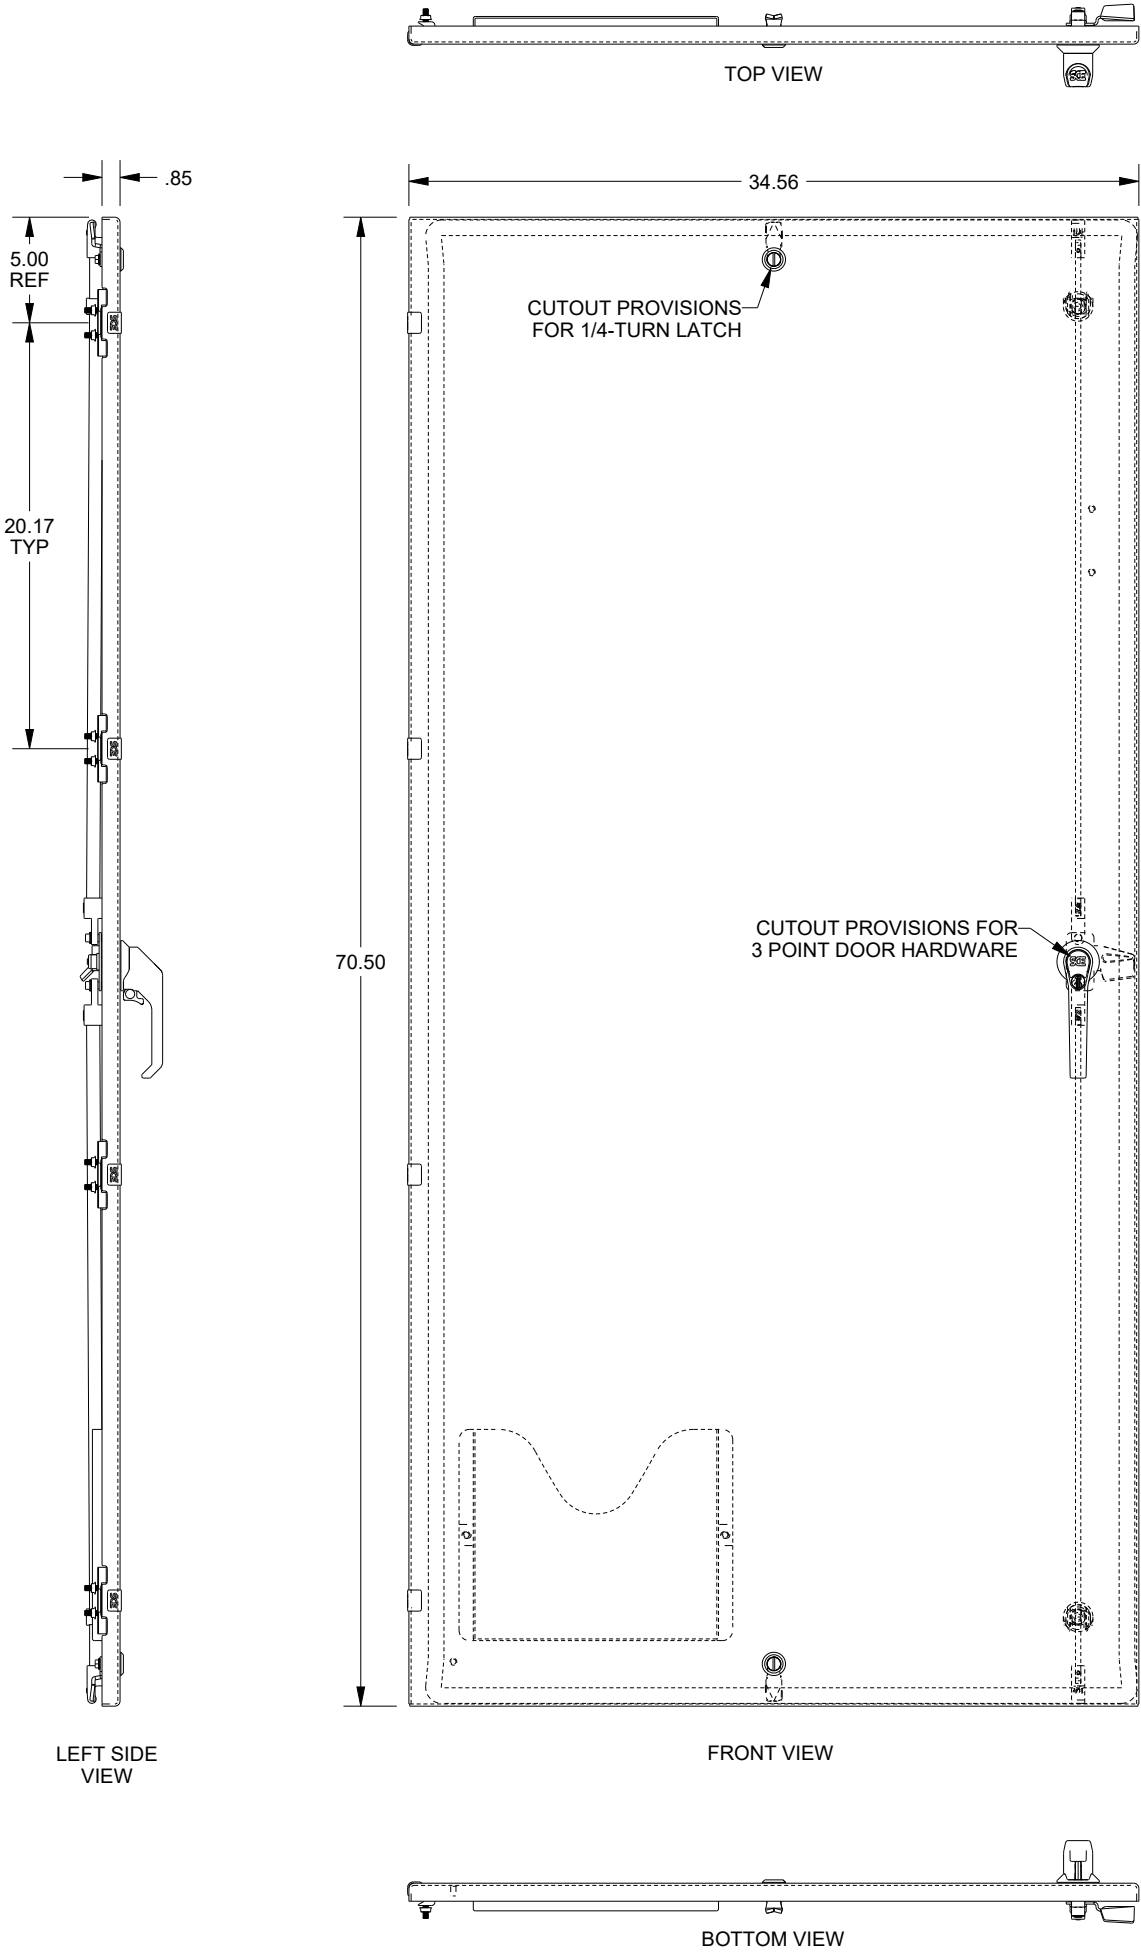 TOP VIEW
.85
34.56
5.00
REF
CUTOUT PROVISIONS
FOR 1/4-TURN LATCH
20.17
TYP
CUTOUT PROVISIONS FOR
3 POINT DOOR HARDWARE
70.50
LEFT SIDE
VIEW
FRONT VIEW
BOTTOM VIEW